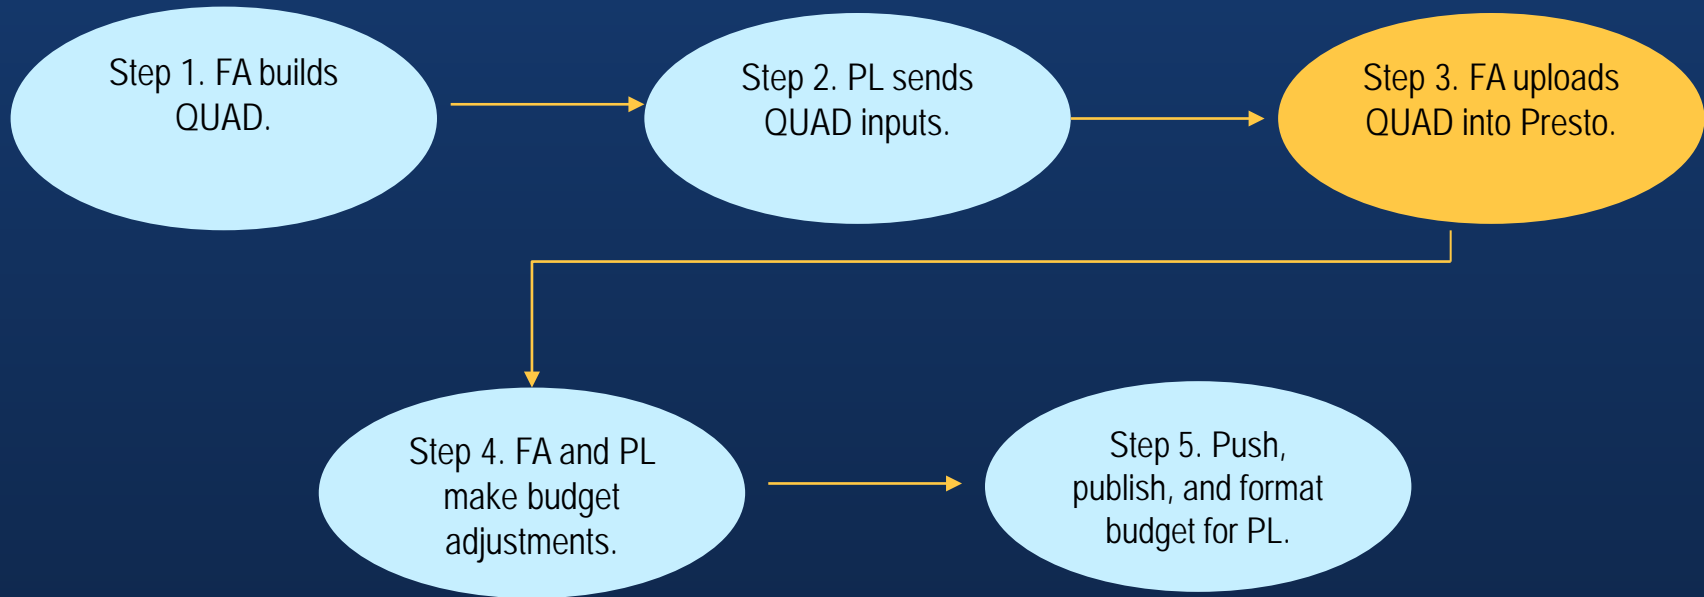 Step 1. FA builds
QUAD.
Step 2. PL sends
QUAD inputs.
Step 3. FA uploads
QUAD into Presto.
Step 4. FA and PL
make budget
adjustments.
Step 5. Push,
publish, and format
budget for PL.